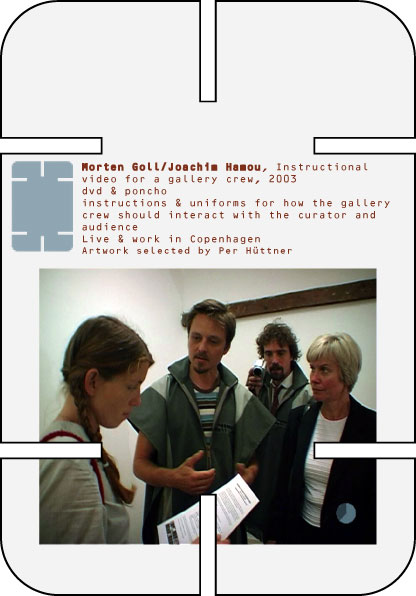 Morten Goll/Joachim Hamou, Instructional
video for a gallery crew, 2003
dvd & poncho
instructions & uniforms for how the gallery
crew should interact with the curator and
audience
Live & work in Copenhagen
Artwork selected by Per Hüttner